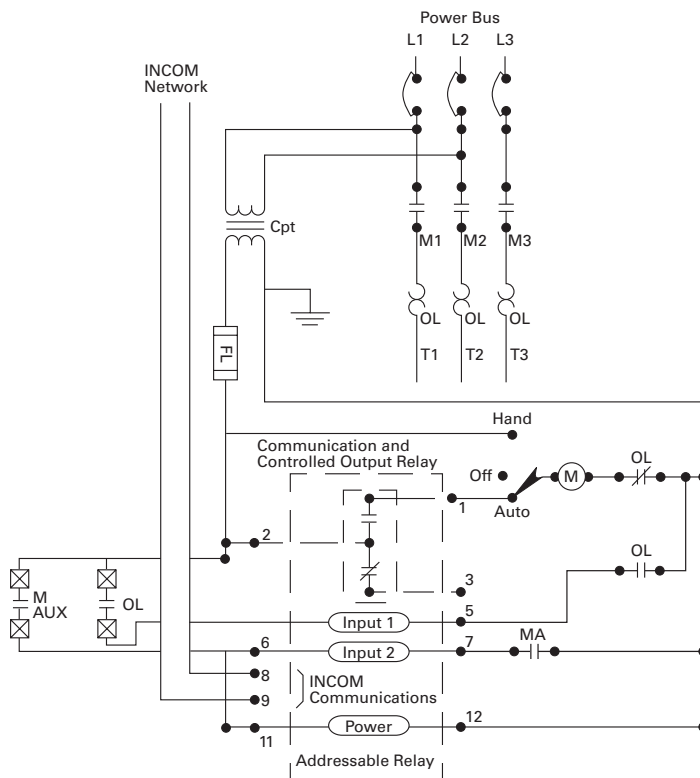 Power Bus
L1 L2 L3
INCOM
Network
Cpt
M1 M2 M3
OL OL OL
FL
T1 T2 T3
Hand
Communication and
Controlled Output Relay
OL
Off
M
1
Auto
2
OL
3
M
AUX
OL
5
Input 1
6
Input 2
7
MA
8
INCOM
Communications
9
Power
12
11
Addressable Relay